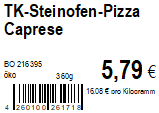 TK-Steinofen-Pizza
Caprese
BO 216395
öko 360g
5,79 €
16.08 € pro Kilogramm
4 260100 261718